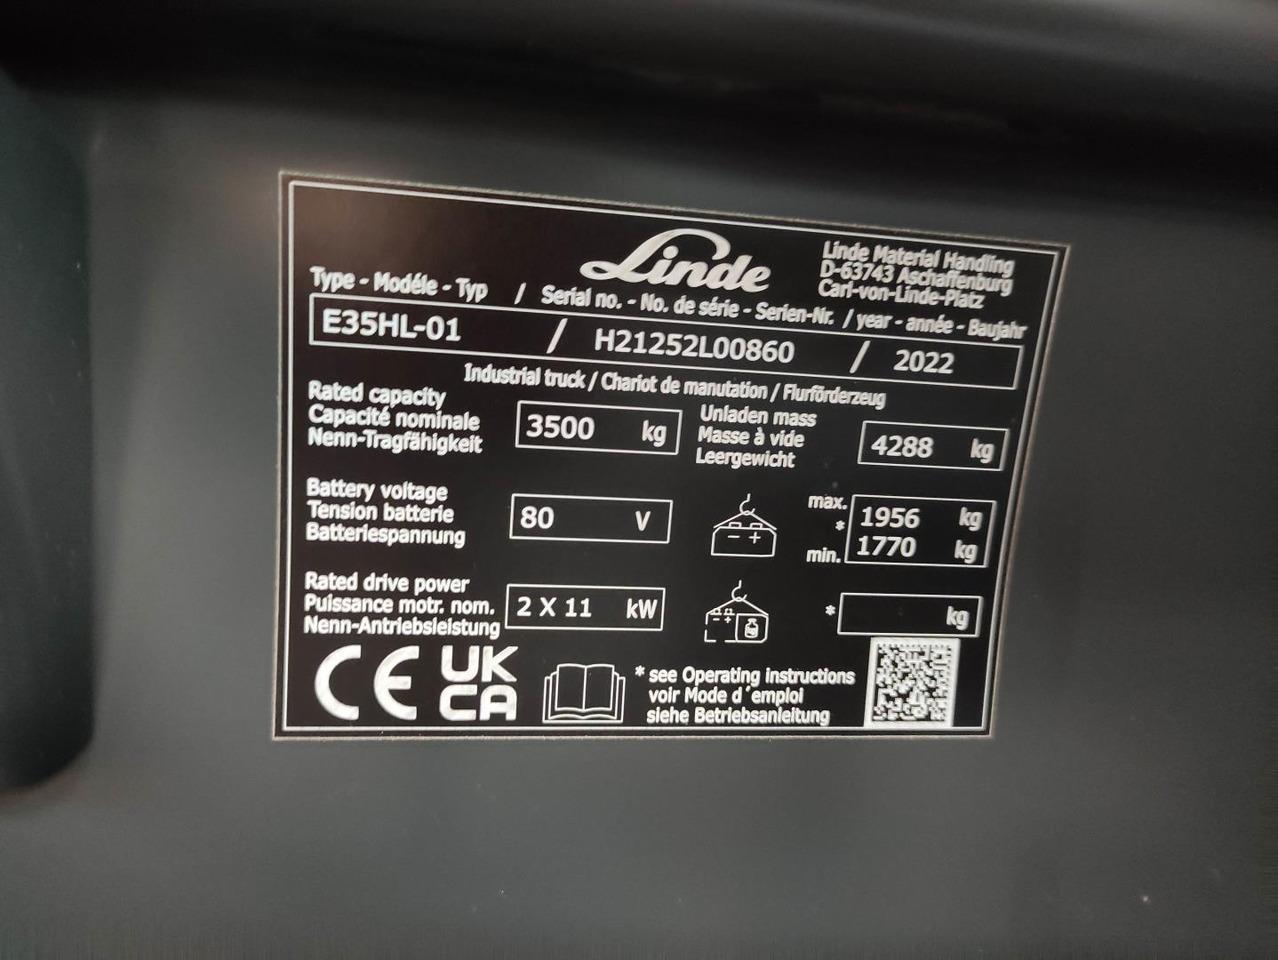 Linde
Linde Material Handling
D-63743 Aschaffenburg
Carl-von-Linde-Platz
Type - Modéle - Typ / Serial no. - No. de série - Serien-Nr. / year - année - Baujahr
E35HL-01 / H21252L00860 / 2022
Industrial truck / Chariot de manutation / Flurförderzeug
Rated capacity
Capacité nominale
Nenn-Tragfähigkeit
3500 kg
Unladen mass
Masse à vide
Leergewicht
4288 kg
Battery voltage
Tension batterie
Batteriespannung
80 V
- +
max. 1956 kg
*
min. 1770 kg
Rated drive power
Puissance motr. nom.
Nenn-Antriebsleistung
2 X 11 kW
- +
kg
* kg
CE UK
CA
* see Operating instructions
voir Mode d'emploi
siehe Betriebsanleitung